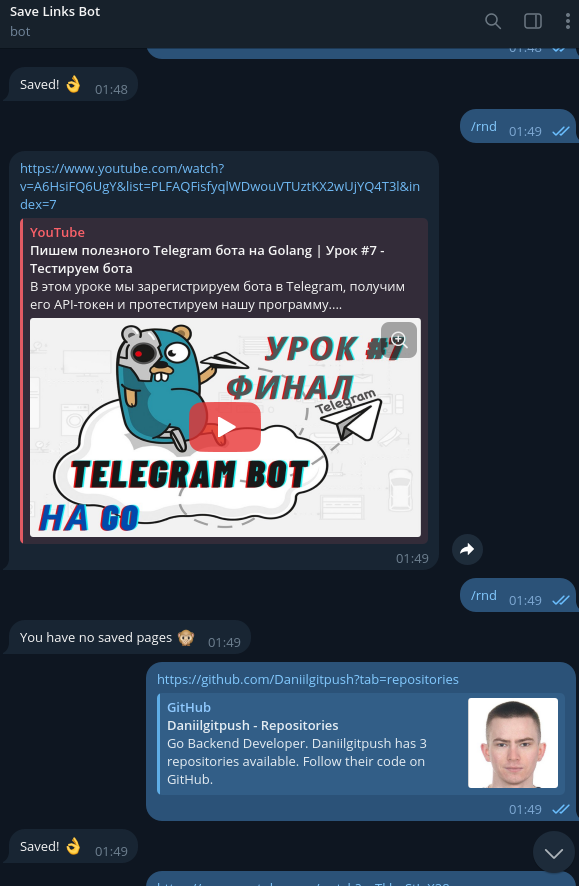 Save Links Bot
bot
01:48
Saved! 👌 01:48
/rnd 01:49
https://www.youtube.com/watch?
v=A6HsiFQ6UgY&list=PLFAQFisfyqlWDwouVTUztKX2wUjYQ4T3l&in
dex=7
YouTube
Пишем полезного Telegram бота на Golang | Урок #7 -
Тестируем бота
В этом уроке мы зарегистрируем бота в Telegram, получим
его API-токен и протестируем нашу программу....
УРОК #7
ФИНАЛ
Telegram
TELEGRAM BOT
НА GO
01:49
/rnd 01:49
You have no saved pages 🙊 01:49
https://github.com/Daniilgitpush?tab=repositories
GitHub
Daniilgitpush - Repositories
Go Backend Developer. Daniilgitpush has 3
repositories available. Follow their code on
GitHub.
01:49
Saved! 👌 01:49